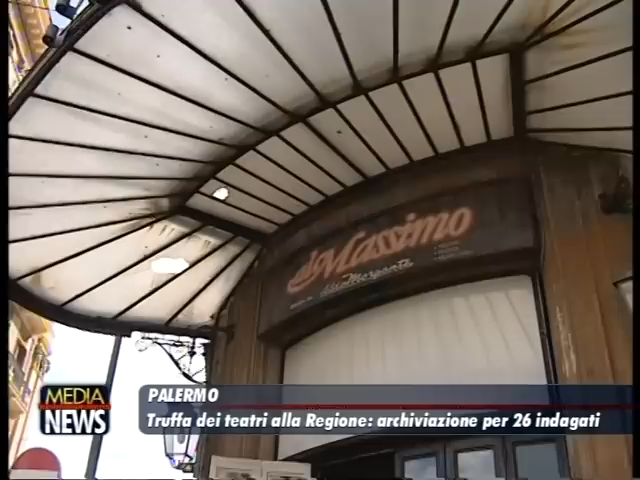 al Massimo
MEDIA
NEWS
PALERMO
Truffa dei teatri alla Regione: archiviazione per 26 indagati